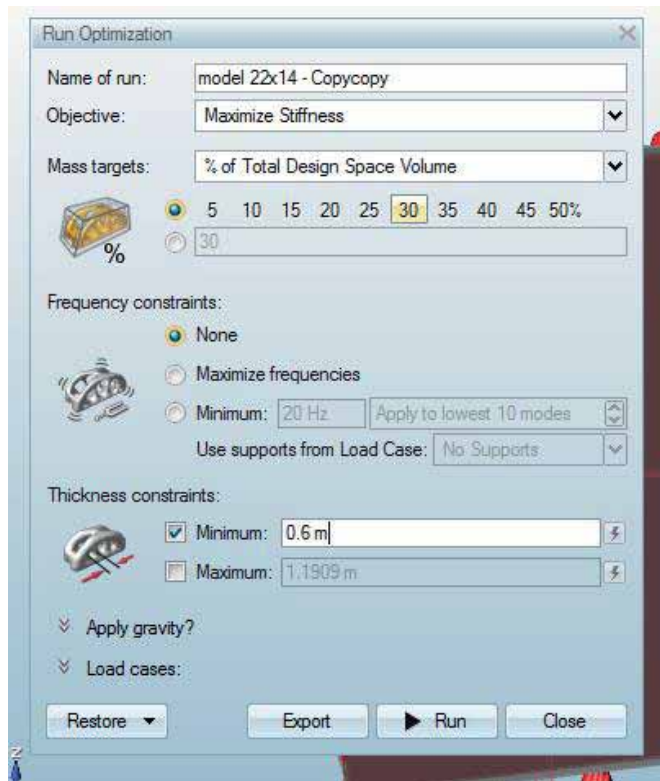 Run Optimization
Name of run: model 22x14 - Copycopy
Objective: Maximize Stiffness
Mass targets: % of Total Design Space Volume
5 10 15 20 25 30 35 40 45 50%
30
%
Frequency constraints:
None
Maximize frequencies
Minimum: 20 Hz Apply to lowest 10 modes
Use supports from Load Case: No Supports
Thickness constraints:
Minimum: 0.6 m
Maximum: 1.1909 m
Apply gravity?
Load cases:
Restore Export Run Close
Z